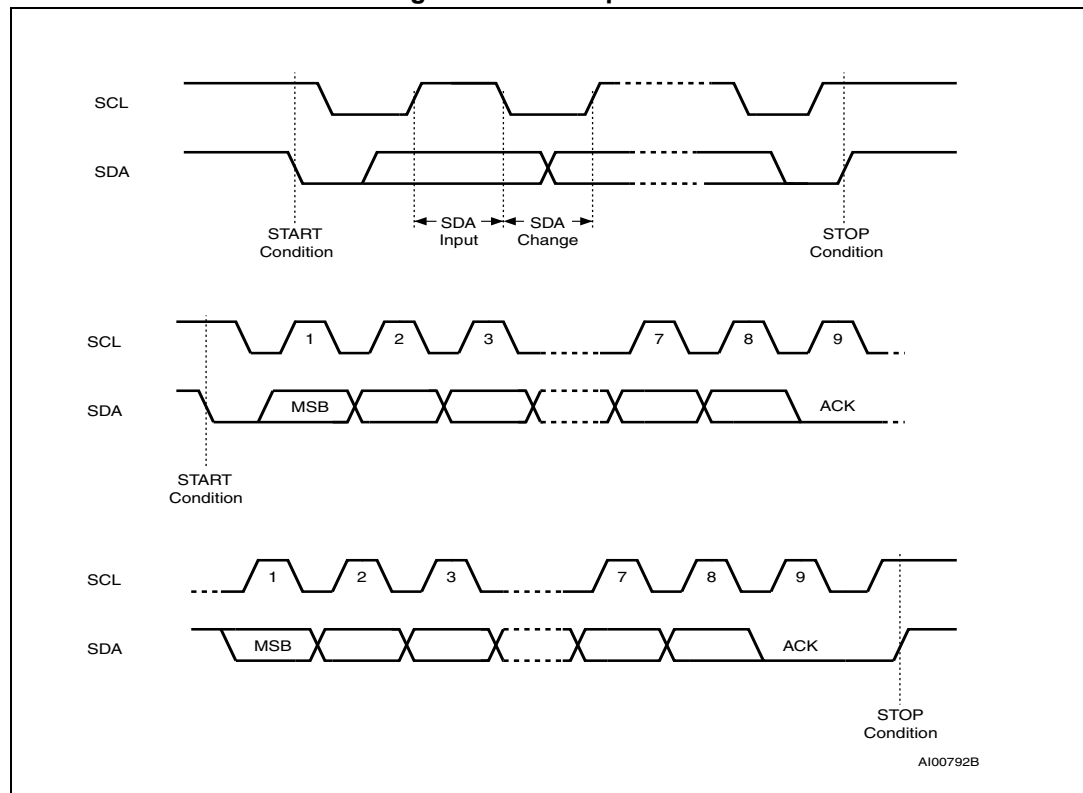 SCL
SDA
START
Condition
SDA
Input
SDA
Change
STOP
Condition
SCL
1 2 3 7 8 9
SDA
MSB
ACK
START
Condition
SCL
1 2 3 7 8 9
SDA
MSB
ACK
STOP
Condition
AI00792B